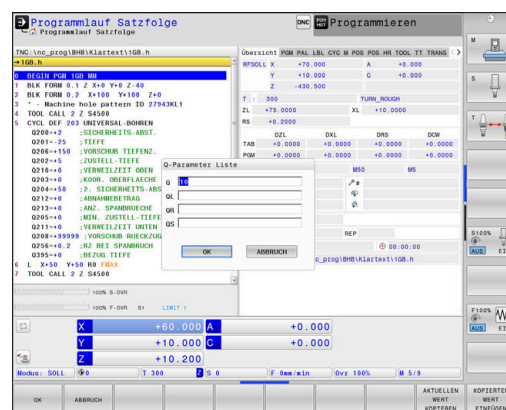 Programmlauf Satzfolge
Programmlauf Satzfolge
DNC
Programmieren
TNC:\nc_prog\BHB\Klartext\1GB.h
→1GB.h
0 BEGIN PGM 1GB MM
1 BLK FORM 0.1 Z X+0 Y+0 Z-40
2 BLK FORM 0.2 X+100 Y+100 Z+0
3 * - Machine hole pattern ID 27943KL1
4 TOOL CALL 2 Z S4500
5 CYCL DEF 203 UNIVERSAL-BOHREN
Q200=+2 ;SICHERHEITS-ABST.
Q201=-25 ;TIEFE
Q206=+150 ;VORSCHUB TIEFENZ.
Q202=+5 ;ZUSTELL-TIEFE
Q210=+0 ;VERWEILZEIT OBEN
Q203=+0 ;KOOR. OBERFLAECHE
Q204=+50 ;2. SICHERHEITS-ABS
Q212=+0 ;ABNAHMEBETRAG
Q213=+0 ;ANZ. SPANBRUECHE
Q205=+0 ;MIN. ZUSTELL-TIEFE
Q211=+0 ;VERWEILZEIT UNTEN
Q208=+99999 ;VORSCHUB RUECKZUG
Q256=+0.2 ;RZ BEI SPANBRUCH
Q395=+0 ;BEZUG TIEFE
6 L X+50 Y+50 R0 FMAX
7 TOOL CALL 2 Z S4500
100% S-OVR
100% F-OVR S1 LIMIT 1
Übersicht PGM PAL LBL CYC M POS POS HR TOOL TT TRANS
RFSOLL X +70.000 A +0.000
Y +10.000 C +0.000
Z -430.500
T : 300 TURN_ROUGH
ZL +75.0000 XL +10.0000
RS +0.2000
DZL DXL DRS DCW
TAB +0.0000 +0.0000 +0.0000 +0.0000
PGM +0.0000 +0.0000 +0.0000 +0.0000
M50 M5
REP
00:00:00
c_prog\BHB\Klartext\1GB.h
Q-Parameter Liste
Q 10
QL
QR
QS
OK ABBRUCH
X +60.000 A +0.000
Y +10.000 C +0.000
Z +10.200
Modus: SOLL 0 T 300 Z S 0 F 0mm/min Ovr 100% M 5/9
M
S
T
S100%
AUS EI
F100%
AUS EI
OK ABBRUCH
AKTUELLEN WERT KOPIEREN
KOPIERTEN WERT EINFÜGEN